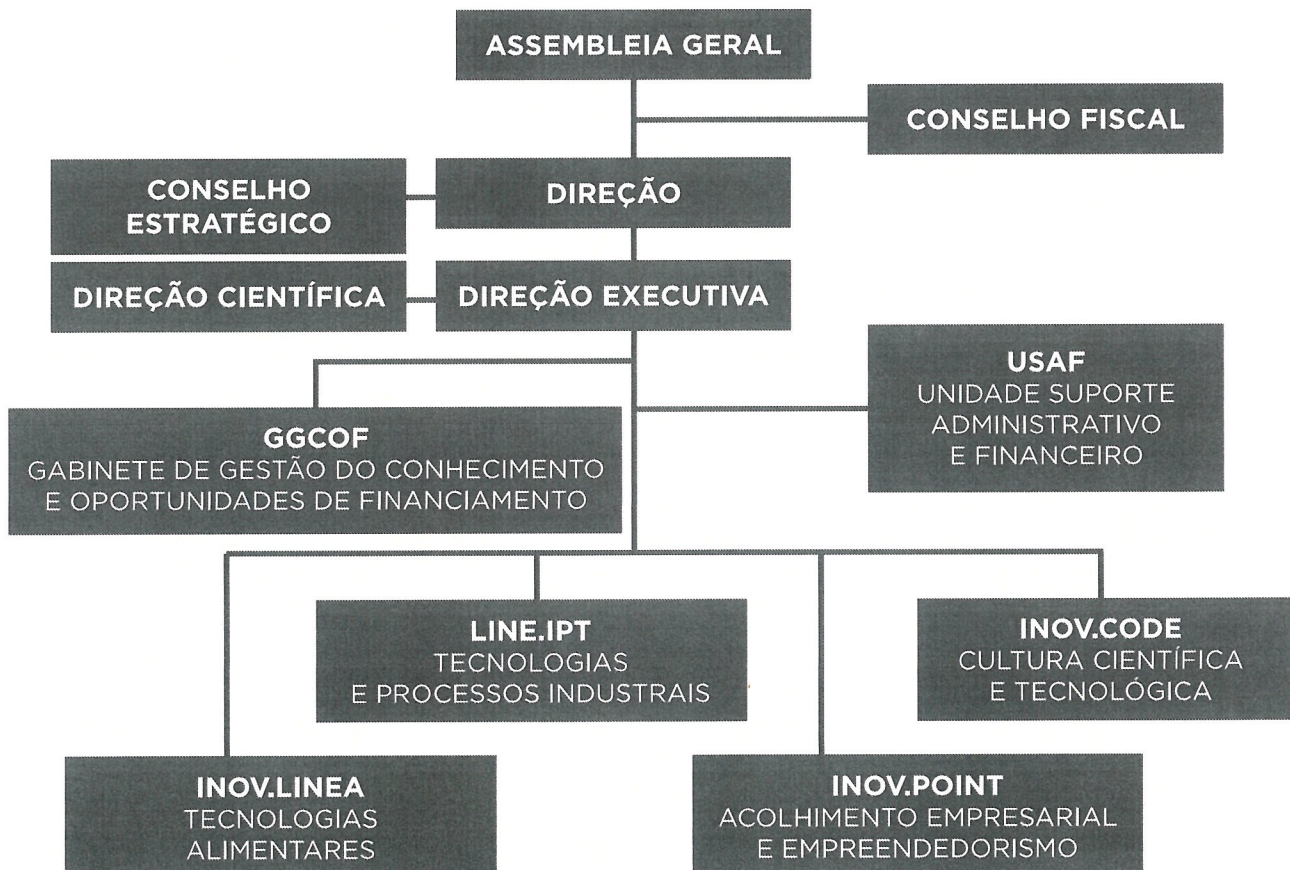 ASSEMBLEIA GERAL
CONSELHO FISCAL
CONSELHO
ESTRATÉGICO
DIREÇÃO
DIREÇÃO CIENTÍFICA
DIREÇÃO EXECUTIVA
USAF
UNIDADE SUPORTE
ADMINISTRATIVO
E FINANCEIRO
GGCOF
GABINETE DE GESTÃO DO CONHECIMENTO
E OPORTUNIDADES DE FINANCIAMENTO
LINE.IPT
TECNOLOGIAS
E PROCESSOS INDUSTRAIS
INOV.CODE
CULTURA CIENTÍFICA
E TECNOLÓGICA
INOV.LINEA
TECNOLOGIAS
ALIMENTARES
INOV.POINT
ACOLHIMENTO EMPRESARIAL
E EMPREENDEDORISMO